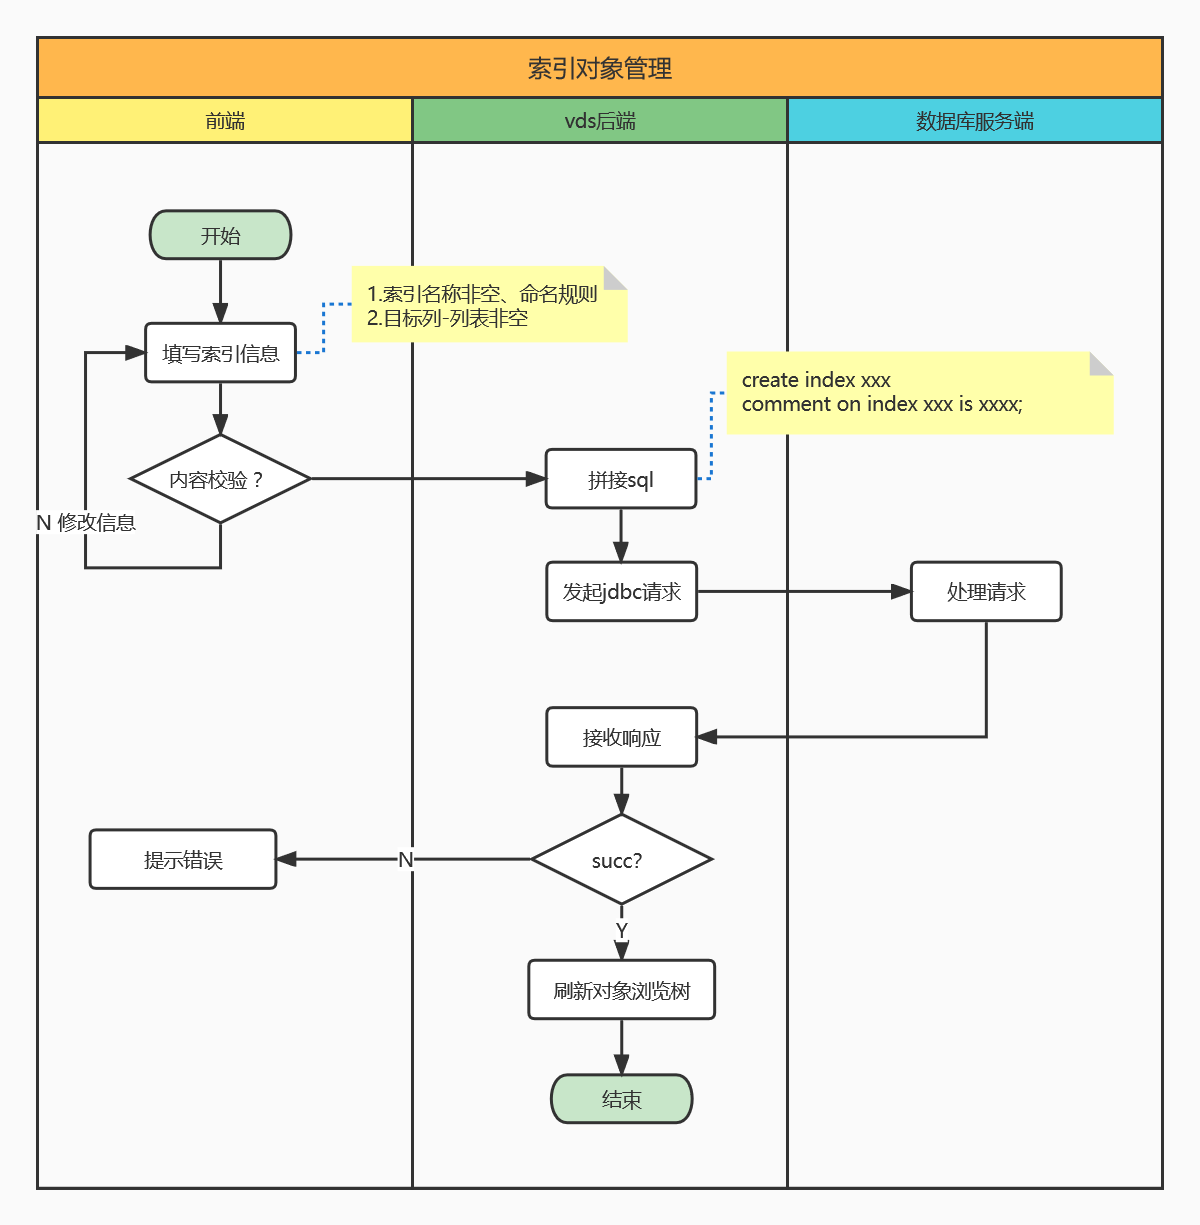 索引对象管理
前端
vds后端
数据库服务端
开始
1.索引名称非空、命名规则
2.目标列-列表非空
填写索引信息
create index xxx
comment on index xxx is xxxx;
内容校验？
拼接sql
N 修改信息
发起jdbc请求
处理请求
接收响应
提示错误
N
succ?
Y
刷新对象浏览树
结束